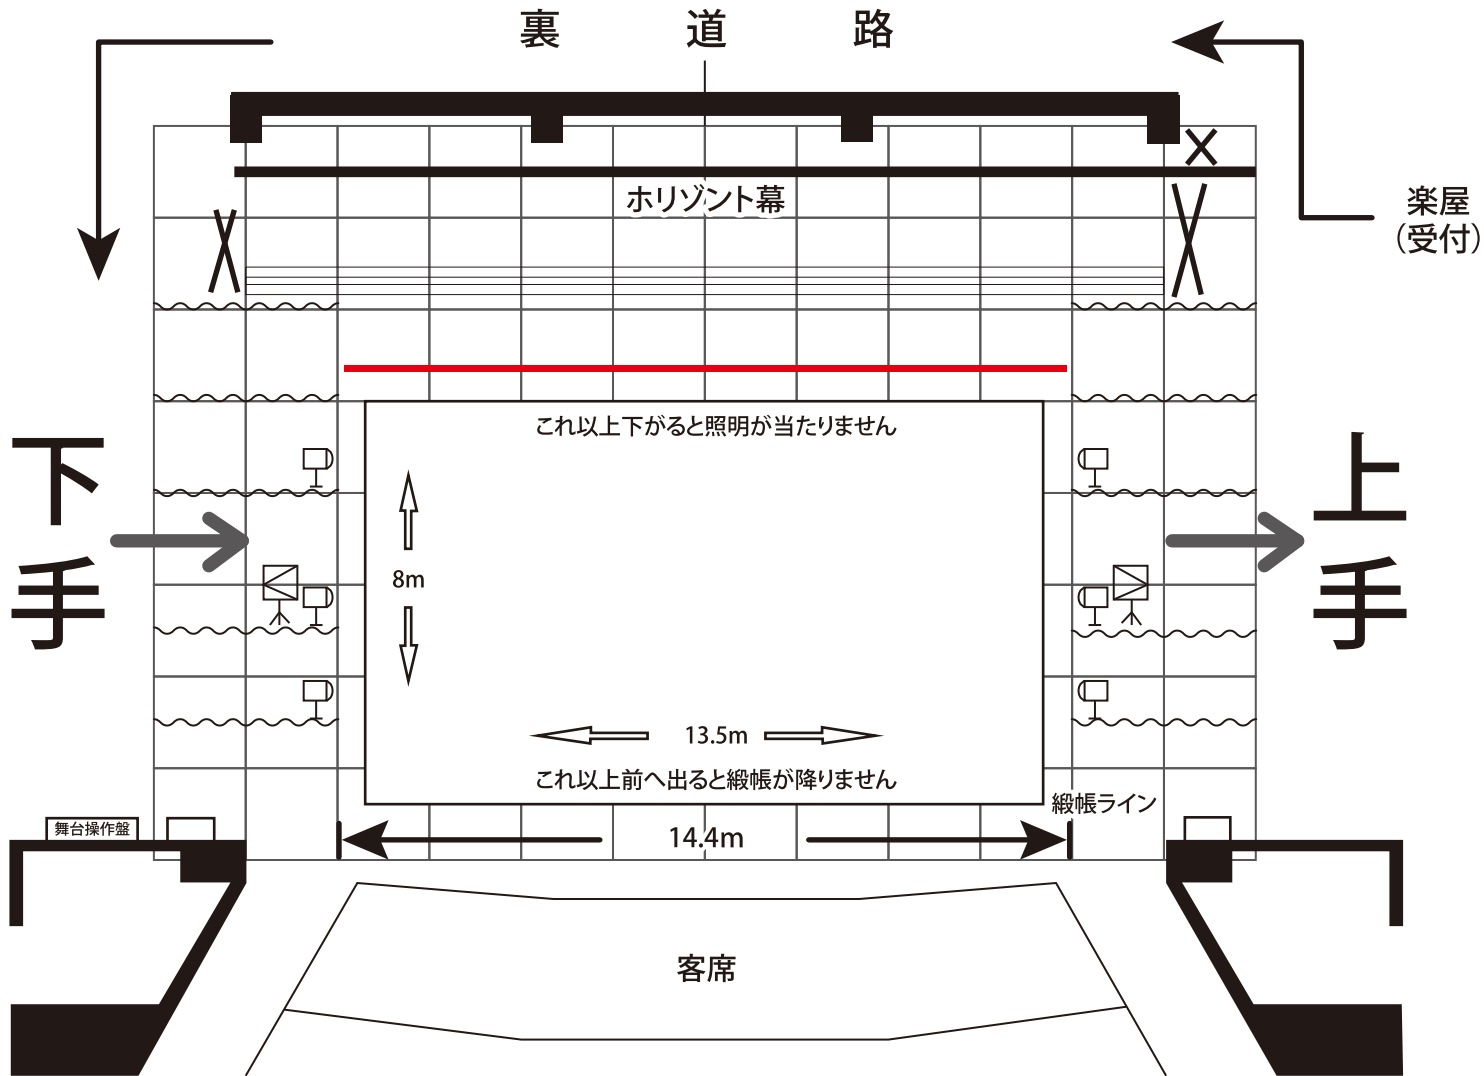 裏道路
楽屋
（受付）
ホリゾント幕
これ以上下がると照明が当たりません
下手
上手
8m
13.5m
これ以上前へ出ると緞帳が降りません
緞帳ライン
舞台操作盤
14.4m
客席